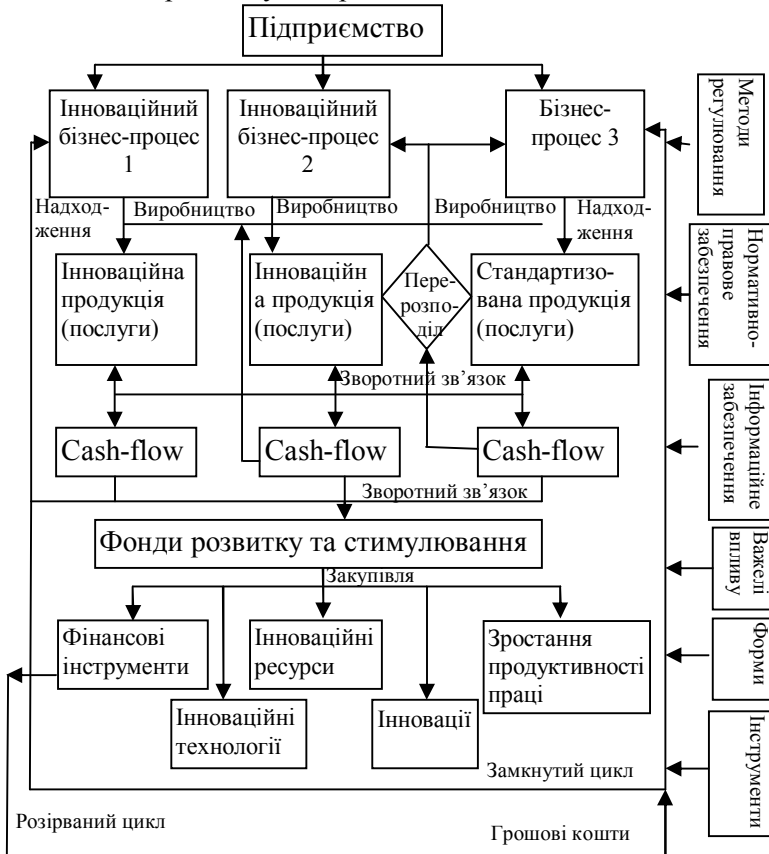 Підприємство
Інноваційний
бізнес-процес
1
Інноваційний
бізнес-процес
2
Бізнес-
процес 3
Методи
регулювання
Надход-
ження
Виробництво
Виробництво
Виробництво
Надход-
ження
Інноваційна
продукція
(послуги)
Інноваційн
а продукція
(послуги)
Пере-
розпо-
діл
Стандартизо-
вана продукція
(послуги)
Нормативно-
правове
забезпечення
Зворотний зв’язок
Cash-flow
Cash-flow
Cash-flow
Інформаційне
забезпечення
Зворотний зв’язок
Фонди розвитку та стимулювання
Важелі
впливу
Закупівля
Фінансові
інструменти
Інноваційні
ресурси
Зростання
продуктивності
праці
Форми
Інноваційні
технології
Інновації
Інструменти
Замкнутий цикл
Розірваний цикл
Грошові кошти